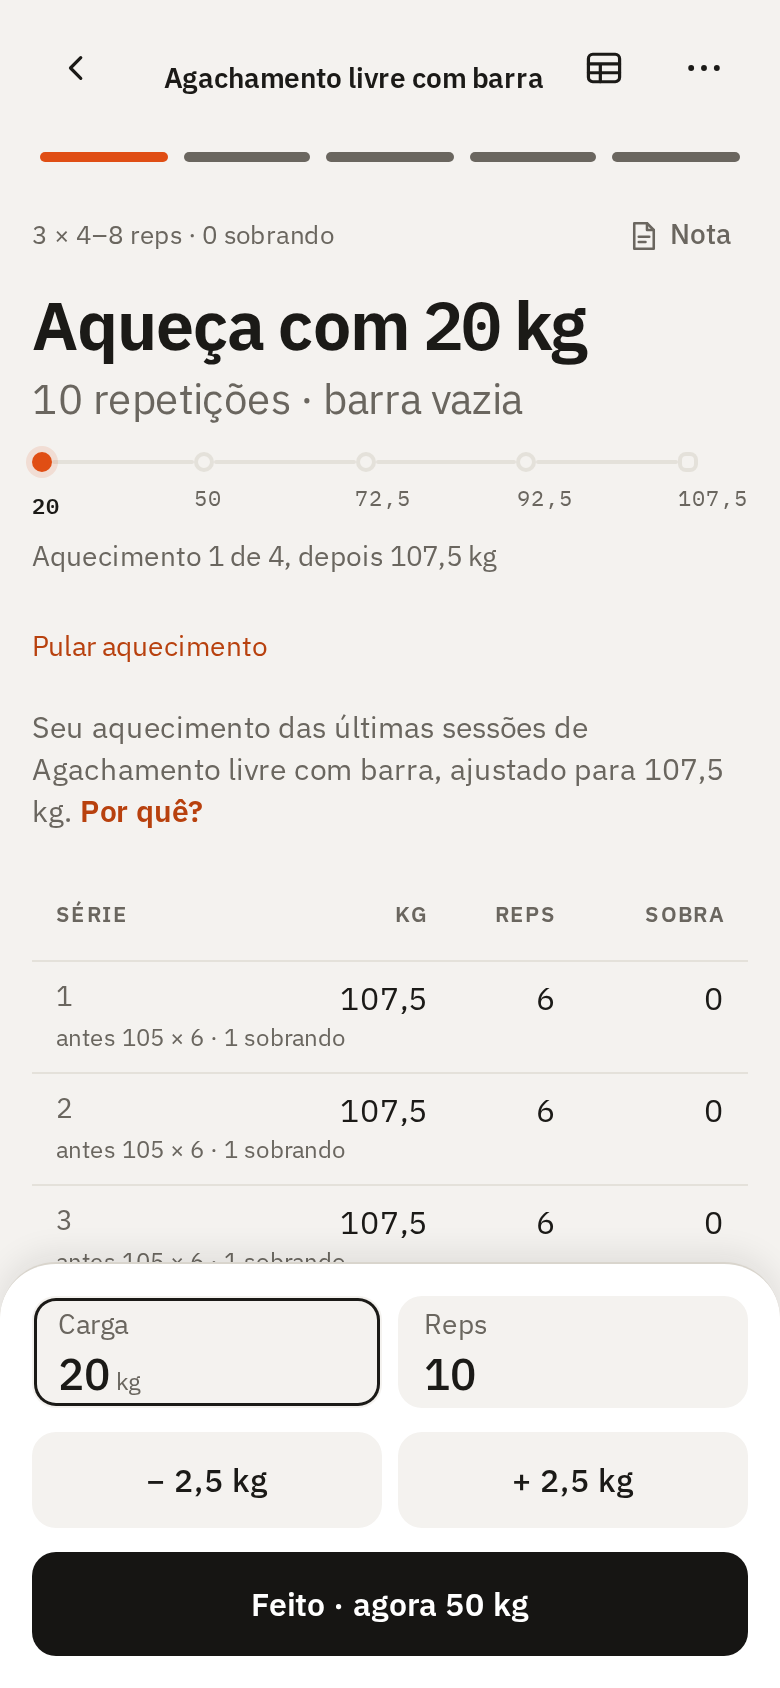 Agachamento livre com barra
3 × 4–8 reps · 0 sobrando
Nota
Aqueça com 20 kg
10 repetições · barra vazia
20 50 72,5 92,5 107,5
Aquecimento 1 de 4, depois 107,5 kg
Pular aquecimento
Seu aquecimento das últimas sessões de
Agachamento livre com barra, ajustado para 107,5
kg. Por quê?
SÉRIE KG REPS SOBRA
1 107,5 6 0
antes 105 × 6 · 1 sobrando
2 107,5 6 0
antes 105 × 6 · 1 sobrando
3 107,5 6 0
antes 105 × 6 · 1 sobrando
Carga
20 kg
Reps
10
– 2,5 kg
+ 2,5 kg
Feito · agora 50 kg